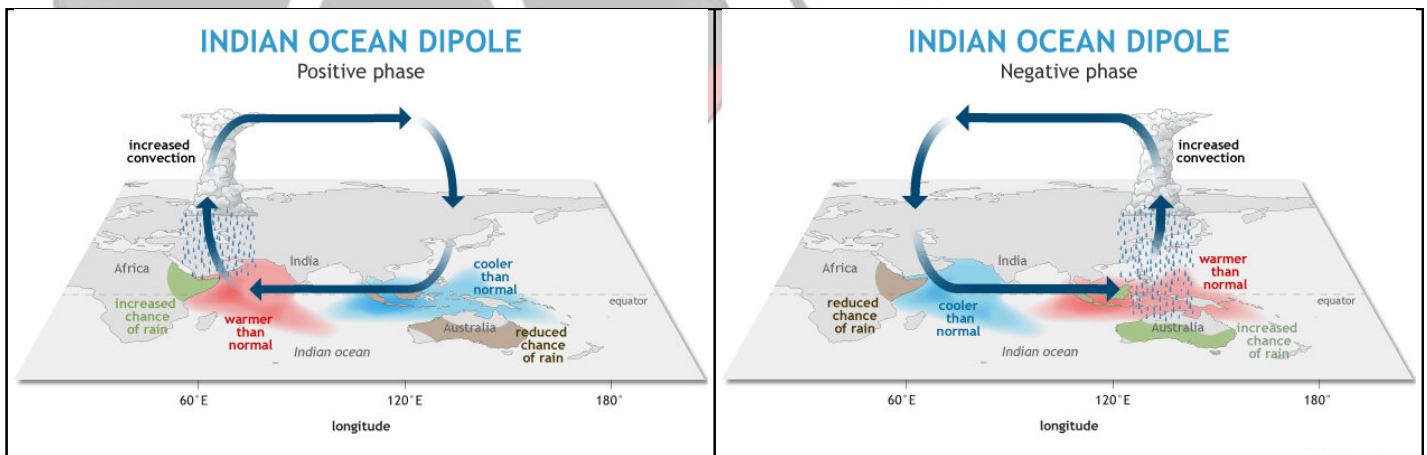 INDIAN OCEAN DIPOLE
Positive phase
increased
convection
Africa
India
cooler
than
normal
increased
chance
of rain
equator
warmer
than
normal
Australia
reduced
chance
of rain
Indian ocean
60°E
120°E
180°
longitude
INDIAN OCEAN DIPOLE
Negative phase
increased
convection
Africa
India
warmer
than
normal
reduced
chance
of rain
cooler
than
normal
equator
Australia
increased
chance
of rain
Indian ocean
60°E
120°E
180°
longitude